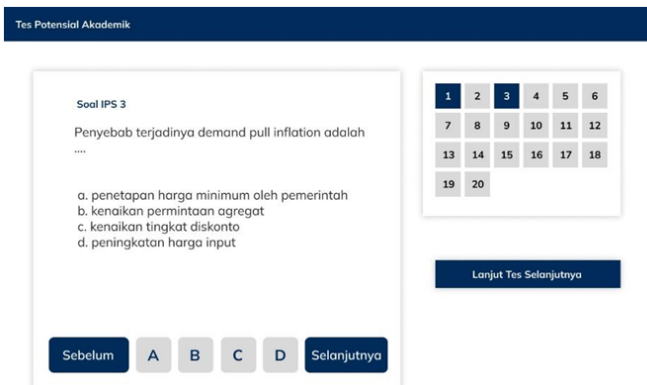 Tes Potensial Akademik
Soal IPS 3
Penyebab terjadinya demand pull inflation adalah
....
a. penetapan harga minimum oleh pemerintah
b. kenaikan permintaan agregat
c. kenaikan tingkat diskonto
d. peningkatan harga input
Sebelum A B C D Selanjutnya
1 2 3 4 5 6
7 8 9 10 11 12
13 14 15 16 17 18
19 20
Lanjut Tes Selanjutnya